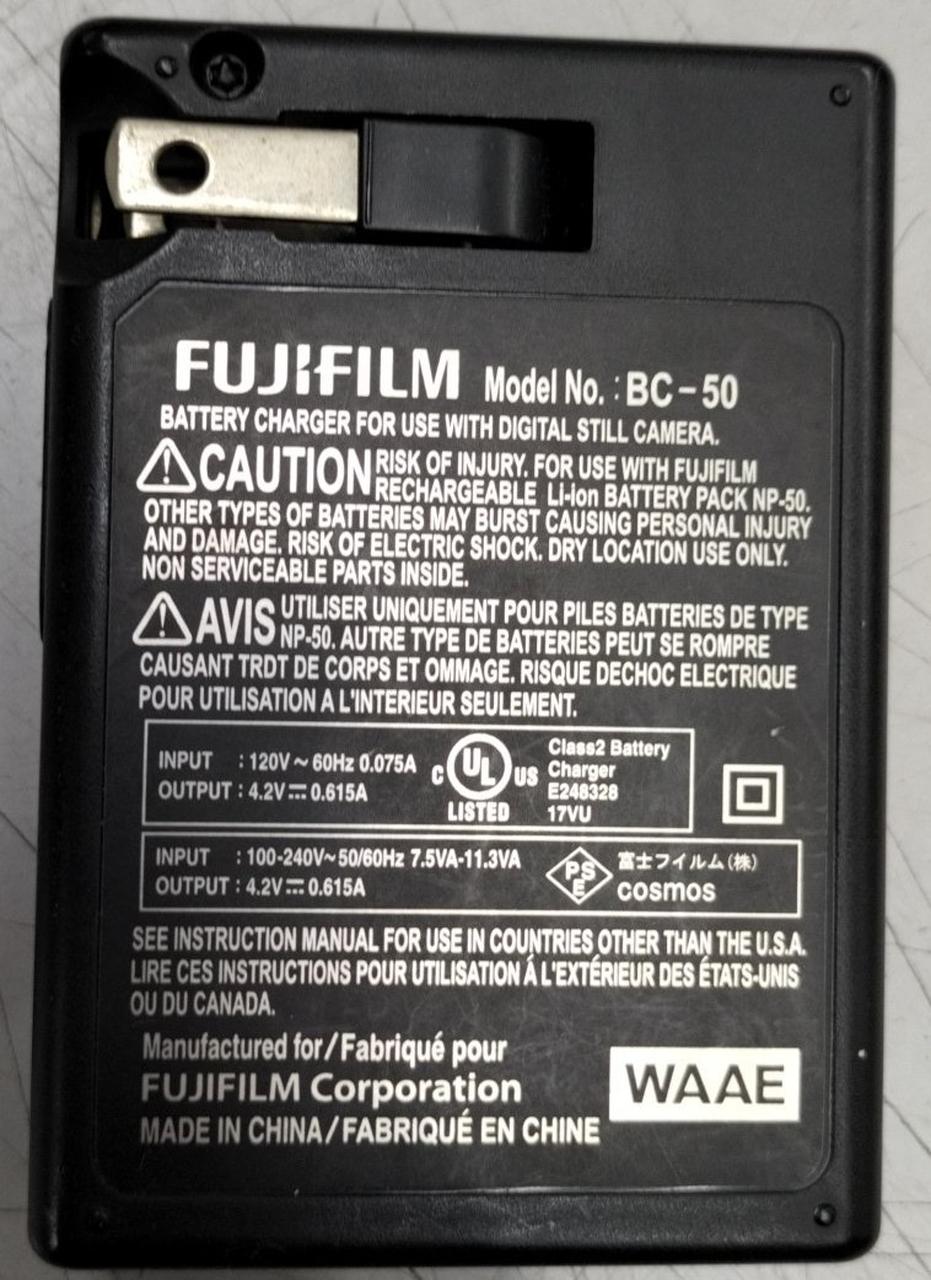 FUJIFILM Model No. : BC-50
BATTERY CHARGER FOR USE WITH DIGITAL STILL CAMERA.
CAUTION RISK OF INJURY. FOR USE WITH FUJIFILM
RECHARGEABLE Li-Ion BATTERY PACK NP-50.
OTHER TYPES OF BATTERIES MAY BURST CAUSING PERSONAL INJURY
AND DAMAGE. RISK OF ELECTRIC SHOCK. DRY LOCATION USE ONLY.
NON SERVICEABLE PARTS INSIDE.
AVIS UTILISER UNIQUEMENT POUR PILES BATTERIES DE TYPE
NP-50. AUTRE TYPE DE BATTERIES PEUT SE ROMPRE
CAUSANT TRDT DE CORPS ET OMMAGE. RISQUE DECHOC ELECTRIQUE
POUR UTILISATION A L'INTERIEUR SEULEMENT.
INPUT : 120V ~ 60Hz 0.075A
OUTPUT : 4.2V ⎓ 0.615A
C UL US
LISTED
Class2 Battery
Charger
E248328
17VU
INPUT : 100-240V~ 50/60Hz 7.5VA-11.3VA
OUTPUT : 4.2V ⎓ 0.615A
PS
E
富士フイルム(株)
cosmos
SEE INSTRUCTION MANUAL FOR USE IN COUNTRIES OTHER THAN THE U.S.A.
LIRE CES INSTRUCTIONS POUR UTILISATION Á L'EXTÉRIEUR DES ÉTATS-UNIS
OU DU CANADA.
Manufactured for/Fabriqué pour
FUJIFILM Corporation
MADE IN CHINA/FABRIQUÉ EN CHINE
WAAE